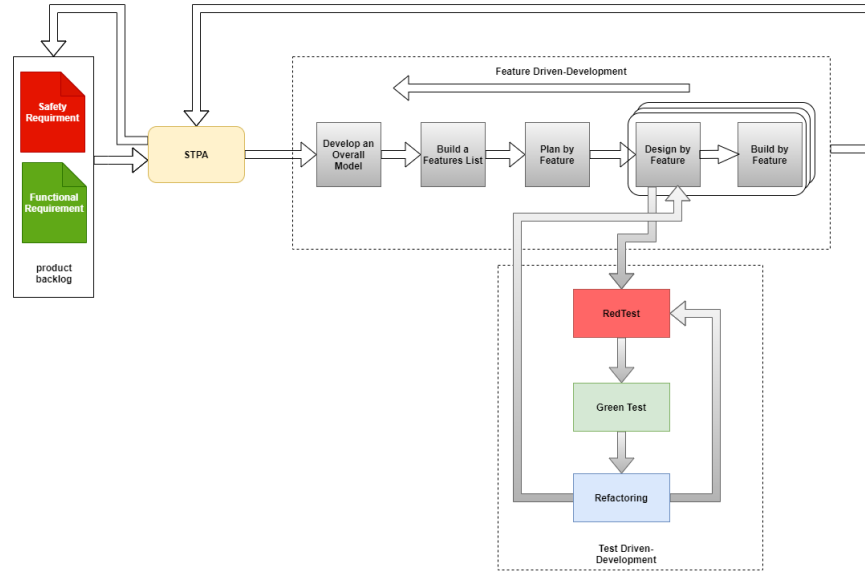 Safety
Requirment
Functional
Requirement
product
backlog
STPA
Feature Driven-Development
Develop an
Overall
Model
Build a
Features List
Plan by
Feature
Design by
Feature
Build by
Feature
RedTest
Green Test
Refactoring
Test Driven-
Development